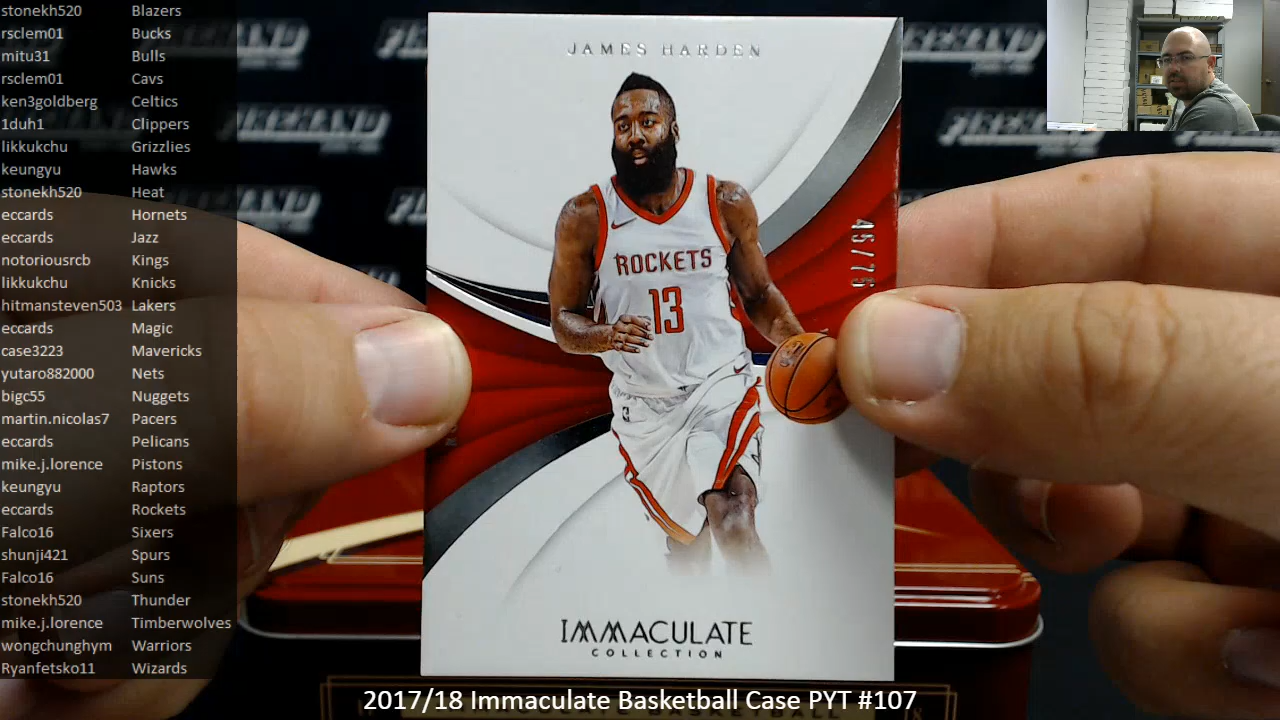 stonekh520 Blazers
rsclem01 Bucks
mitu31 Bulls
rsclem01 Cavs
ken3goldberg Celtics
1duh1 Clippers
likkukchu Grizzlies
keungyu Hawks
stonekh520 Heat
eccards Hornets
eccards Jazz
notoriousrcb Kings
likkukchu Knicks
hitmansteven503 Lakers
eccards Magic
case3223 Mavericks
yutaro882000 Nets
bigc55 Nuggets
martin.nicolas7 Pacers
eccards Pelicans
mike.j.lorence Pistons
keungyu Raptors
eccards Rockets
Falco16 Sixers
shunji421 Spurs
Falco16 Suns
stonekh520 Thunder
mike.j.lorence Timberwolves
wongchunghym Warriors
Ryanfetsko11 Wizards
JAMES HARDEN
46/75
ROCKETS
13
IMMACULATE
COLLECTION
2017/18 Immaculate Basketball Case PYT #107